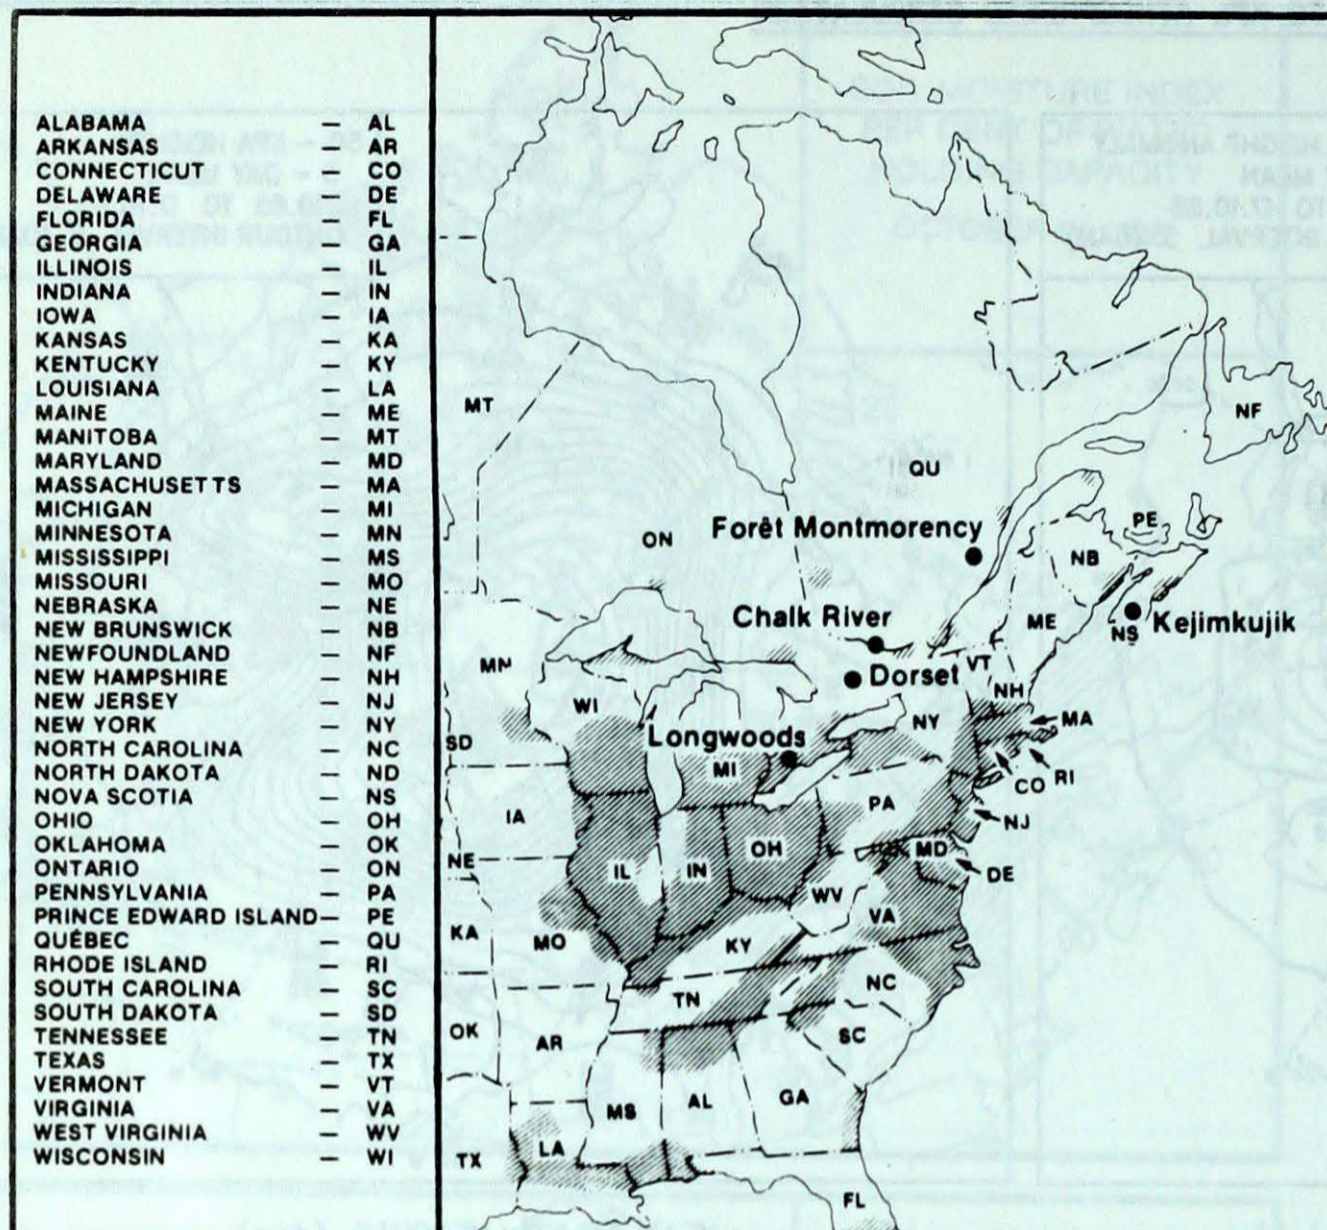 ALABAMA – AL
ARKANSAS – AR
CONNECTICUT – CO
DELAWARE – DE
FLORIDA – FL
GEORGIA – GA
ILLINOIS – IL
INDIANA – IN
IOWA – IA
KANSAS – KA
KENTUCKY – KY
LOUISIANA – LA
MAINE – ME
MANITOBA – MT
MARYLAND – MD
MASSACHUSETTS – MA
MICHIGAN – MI
MINNESOTA – MN
MISSISSIPPI – MS
MISSOURI – MO
NEBRASKA – NE
NEW BRUNSWICK – NB
NEWFOUNDLAND – NF
NEW HAMPSHIRE – NH
NEW JERSEY – NJ
NEW YORK – NY
NORTH CAROLINA – NC
NORTH DAKOTA – ND
NOVA SCOTIA – NS
OHIO – OH
OKLAHOMA – OK
ONTARIO – ON
PENNSYLVANIA – PA
PRINCE EDWARD ISLAND – PE
QUÉBEC – QU
RHODE ISLAND – RI
SOUTH CAROLINA – SC
SOUTH DAKOTA – SD
TENNESSEE – TN
TEXAS – TX
VERMONT – VT
VIRGINIA – VA
WEST VIRGINIA – WV
WISCONSIN – WI
MT
NF
QU
PE
Forêt Montmorency
ON
NB
Chalk River
ME
NS
Kejimkujik
MN
VT
Dorset
NH
WI
NY
MA
SD
Longwoods
MI
CO
RI
IA
PA
NJ
NE
OH
MD
IL
IN
DE
WV
VA
KA
MO
KY
NC
TN
OK
AR
SC
MS
AL
GA
LA
TX
FL